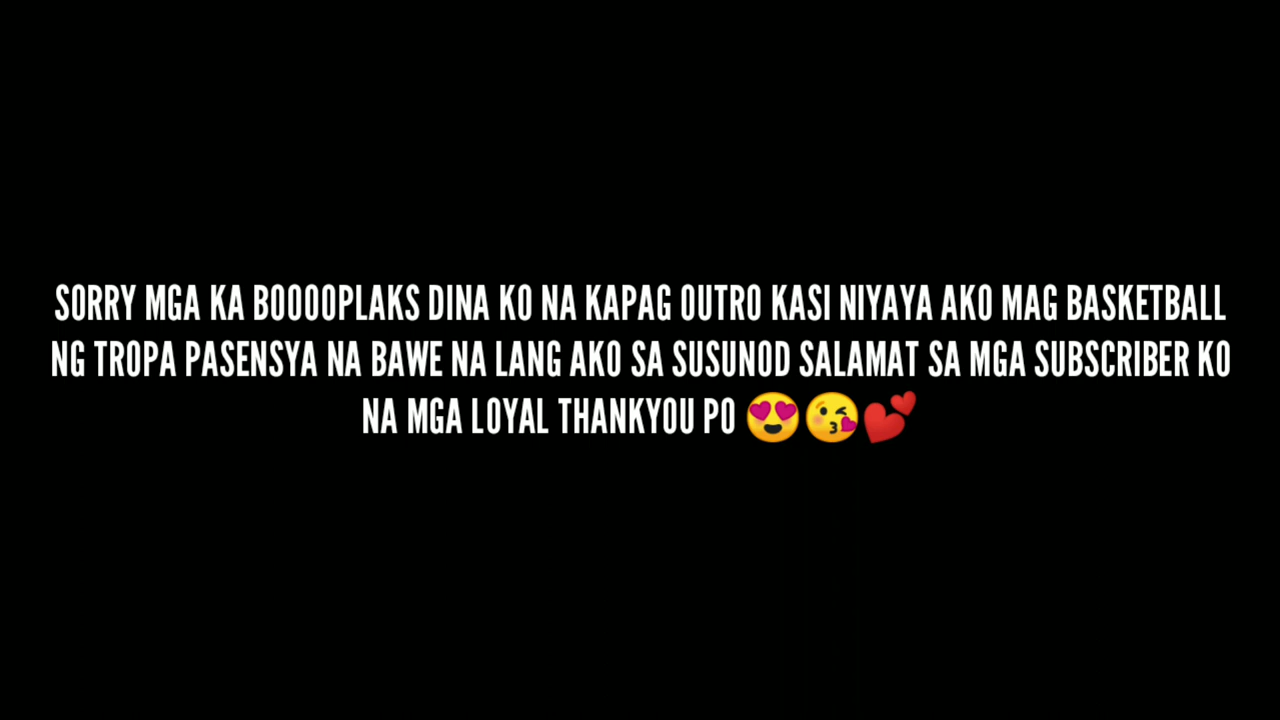 SORRY MGA KA BOOOOPLAKS DINA KO NA KAPAG OUTRO KASI NIYAYA AKO MAG BASKETBALL
NG TROPA PASENSYA NA BAWE NA LANG AKO SA SUSUNOD SALAMAT SA MGA SUBSCRIBER KO
NA MGA LOYAL THANKYOU PO 😍😘💕